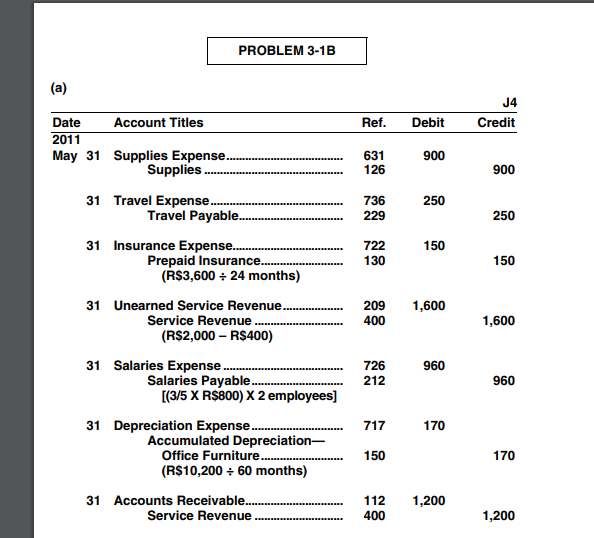 PROBLEM 3-1B
(a)
J4
Date Account Titles Ref. Debit Credit
2011
May 31 Supplies Expense 631 900
Supplies 126 900
31 Travel Expense 736 250
Travel Payable 229 250
31 Insurance Expense 722 150
Prepaid Insurance 130 150
(R$3,600 ÷ 24 months)
31 Unearned Service Revenue 209 1,600
Service Revenue 400 1,600
(R$2,000 – R$400)
31 Salaries Expense 726 960
Salaries Payable 212 960
[(3/5 X R$800) X 2 employees]
31 Depreciation Expense 717 170
Accumulated Depreciation—
Office Furniture 150 170
(R$10,200 ÷ 60 months)
31 Accounts Receivable 112 1,200
Service Revenue 400 1,200